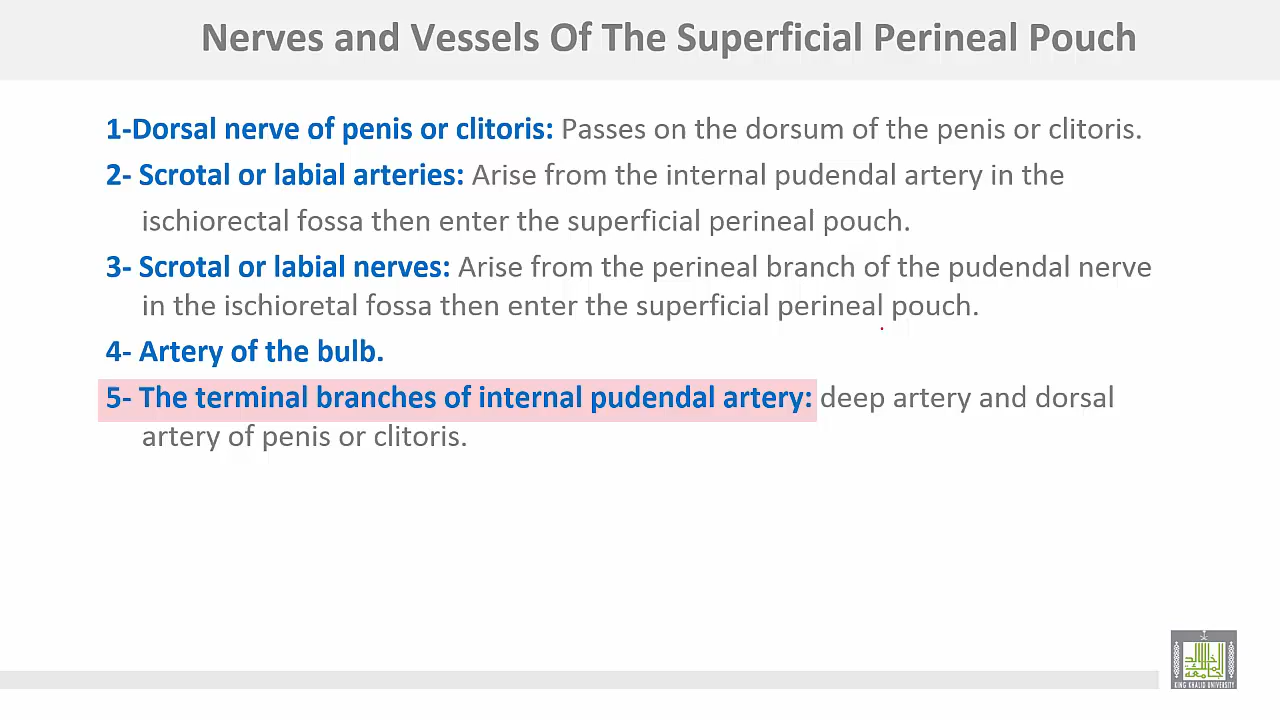 Nerves and Vessels Of The Superficial Perineal Pouch
1-Dorsal nerve of penis or clitoris: Passes on the dorsum of the penis or clitoris.
2- Scrotal or labial arteries: Arise from the internal pudendal artery in the
ischiorectal fossa then enter the superficial perineal pouch.
3- Scrotal or labial nerves: Arise from the perineal branch of the pudendal nerve
in the ischioretal fossa then enter the superficial perineal pouch.
4- Artery of the bulb.
5- The terminal branches of internal pudendal artery: deep artery and dorsal
artery of penis or clitoris.
KING KHALID UNIVERSITY